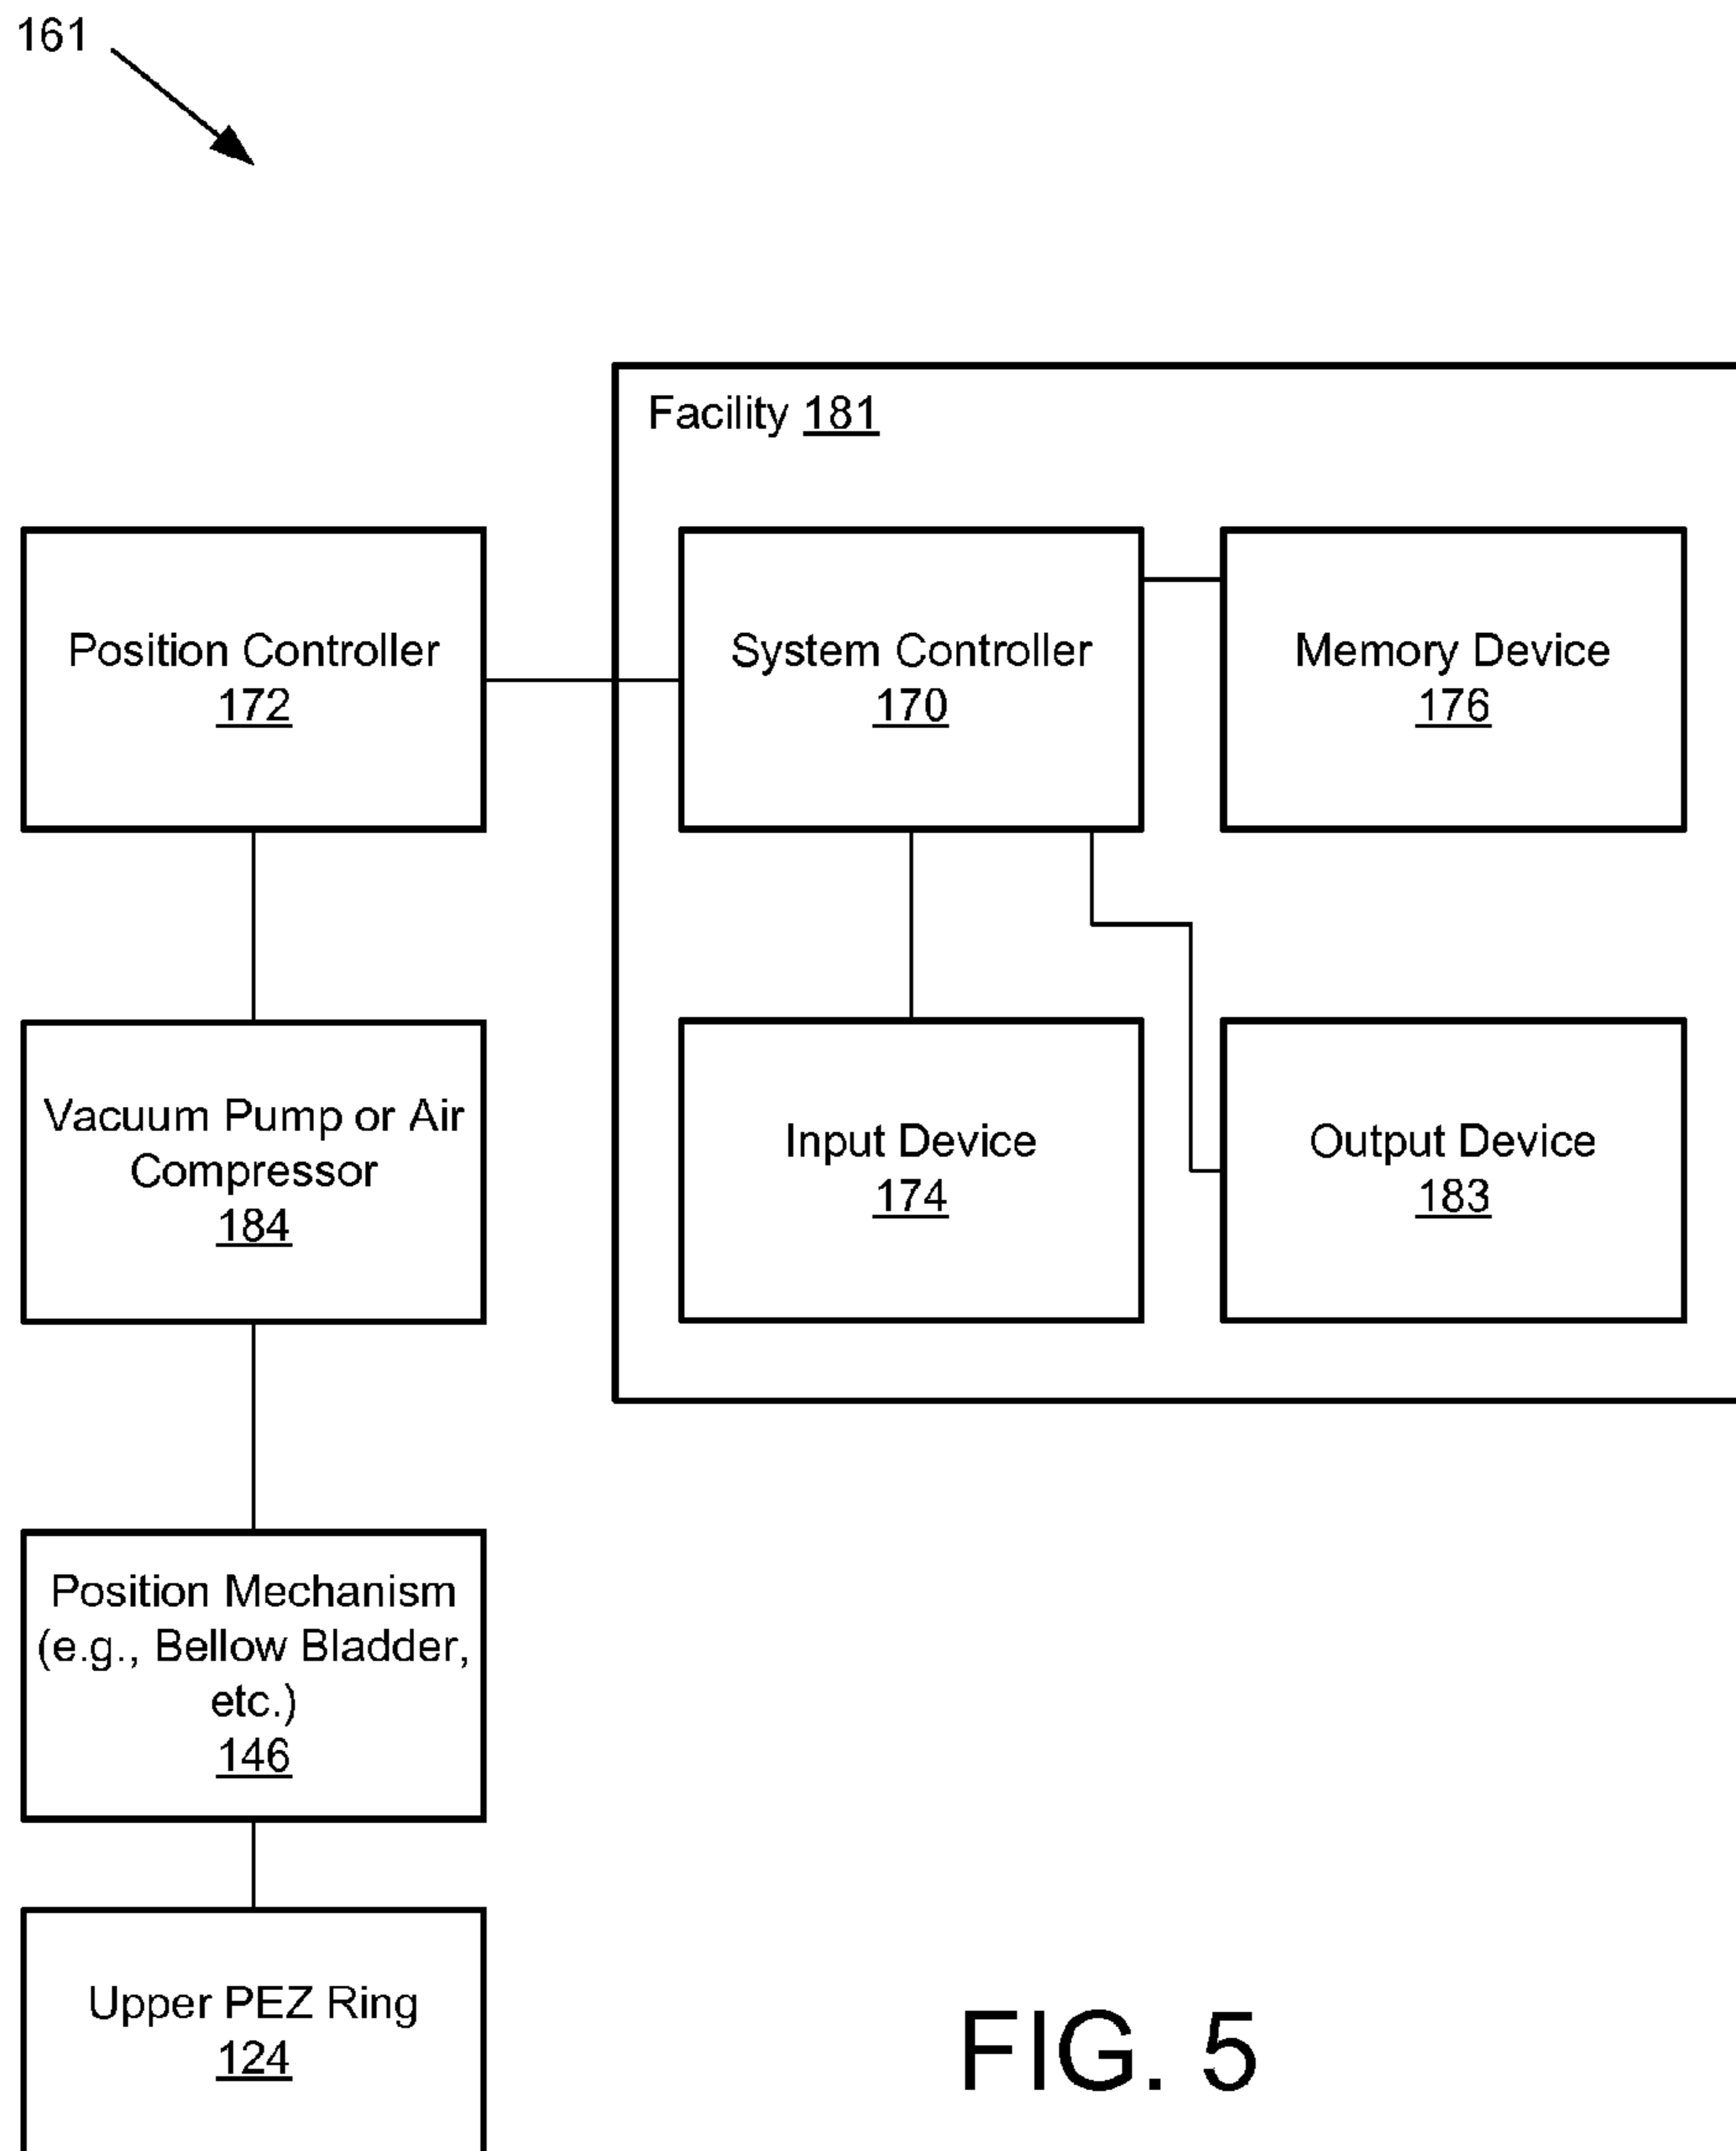 161
Facility 181
Position Controller
172
System Controller
170
Memory Device
176
Vacuum Pump or Air
Compressor
184
Input Device
174
Output Device
183
Position Mechanism
(e.g., Bellow Bladder,
etc.)
146
Upper PEZ Ring
124
FIG. 5